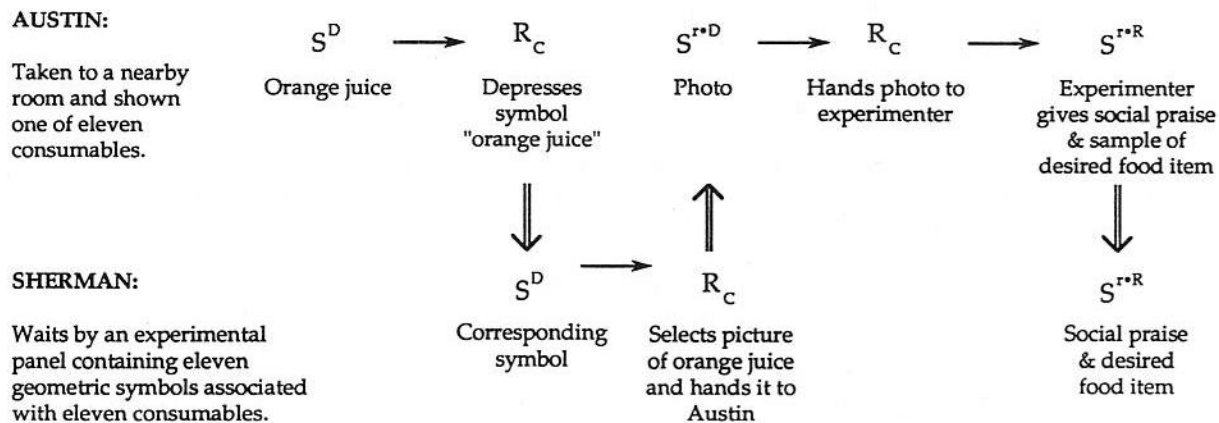 AUSTIN:
Taken to a nearby
room and shown
one of eleven
consumables.
S^D
Orange juice
R_C
Depresses
symbol
"orange juice"
S^r•D
Photo
R_C
Hands photo to
experimenter
S^r•R
Experimenter
gives social praise
& sample of
desired food item
SHERMAN:
Waits by an experimental
panel containing eleven
geometric symbols associated
with eleven consumables.
S^D
Corresponding
symbol
R_C
Selects picture
of orange juice
and hands it to
Austin
S^r•R
Social praise
& desired
food item